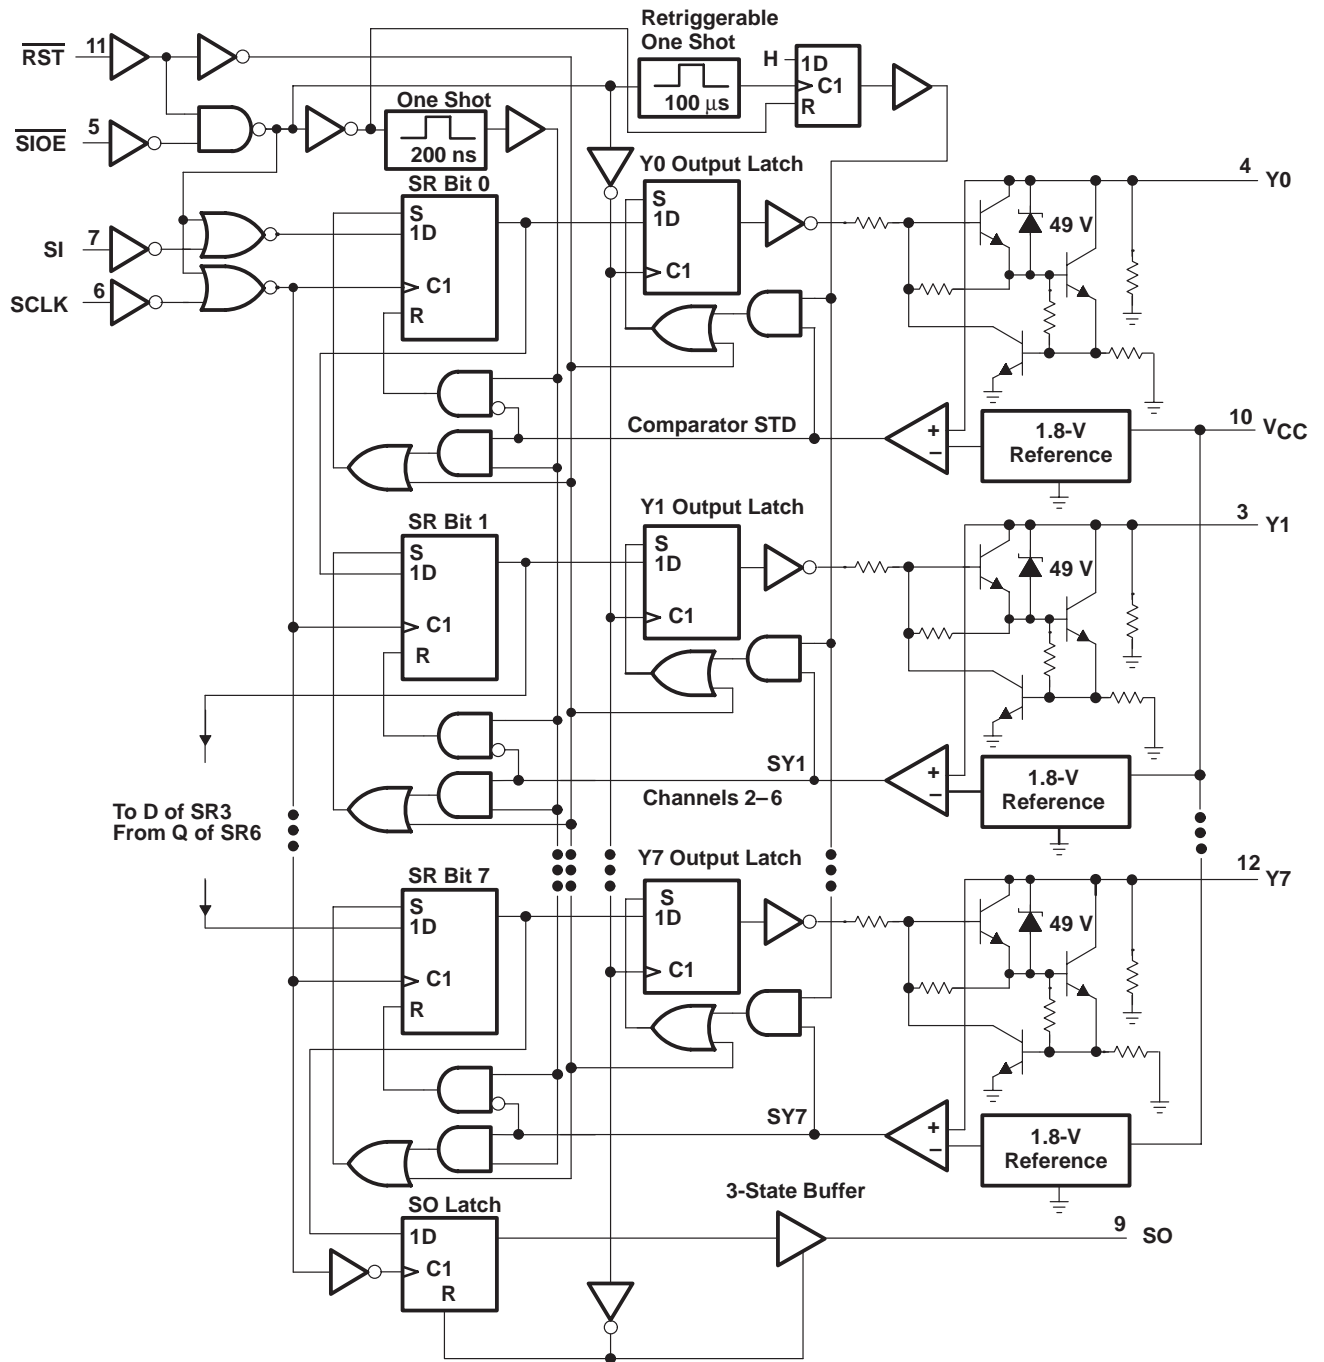 Retriggerable
One Shot
RST
11
H
1D
C1
R
100 μs
One Shot
200 ns
SIOE
5
Y0 Output Latch
SR Bit 0
S
1D
C1
R
S
1D
C1
49 V
4
Y0
SI
7
SCLK
6
Comparator STD
+
–
1.8-V
Reference
10
VCC
Y1 Output Latch
SR Bit 1
S
1D
C1
R
S
1D
C1
49 V
3
Y1
SY1
Channels 2–6
+
–
1.8-V
Reference
To D of SR3
From Q of SR6
Y7 Output Latch
SR Bit 7
S
1D
C1
R
S
1D
C1
49 V
12
Y7
SY7
+
–
1.8-V
Reference
SO Latch
1D
C1
R
3-State Buffer
9
SO